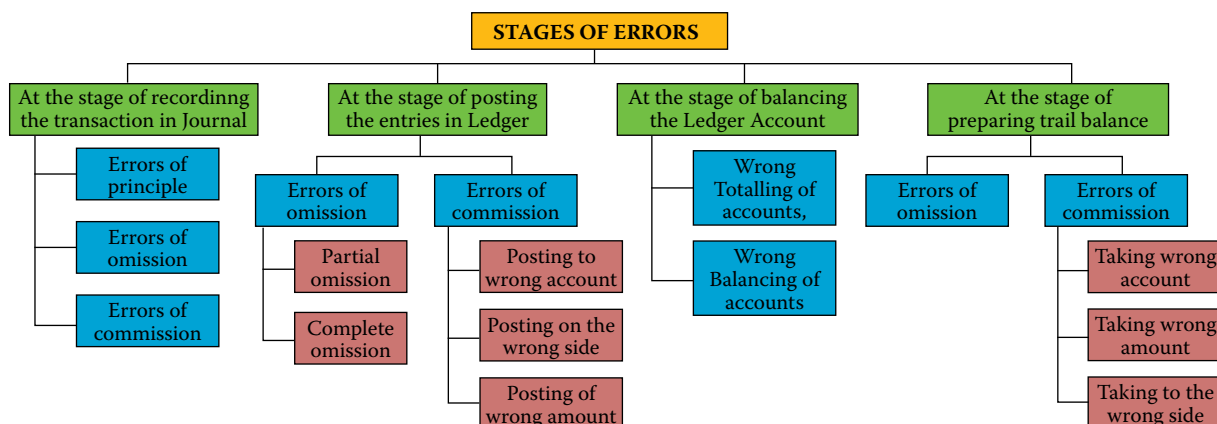 STAGES OF ERRORS
At the stage of recordinng
the transaction in Journal
Errors of
principle
Errors of
omission
Errors of
commission
At the stage of posting
the entries in Ledger
Errors of
omission
Partial
omission
Complete
omission
Errors of
commission
Posting to
wrong account
Posting on the
wrong side
Posting of
wrong amount
At the stage of balancing
the Ledger Account
Wrong
Totalling of
accounts,
Wrong
Balancing of
accounts
At the stage of
preparing trail balance
Errors of
omission
Errors of
commission
Taking wrong
account
Taking wrong
amount
Taking to the
wrong side